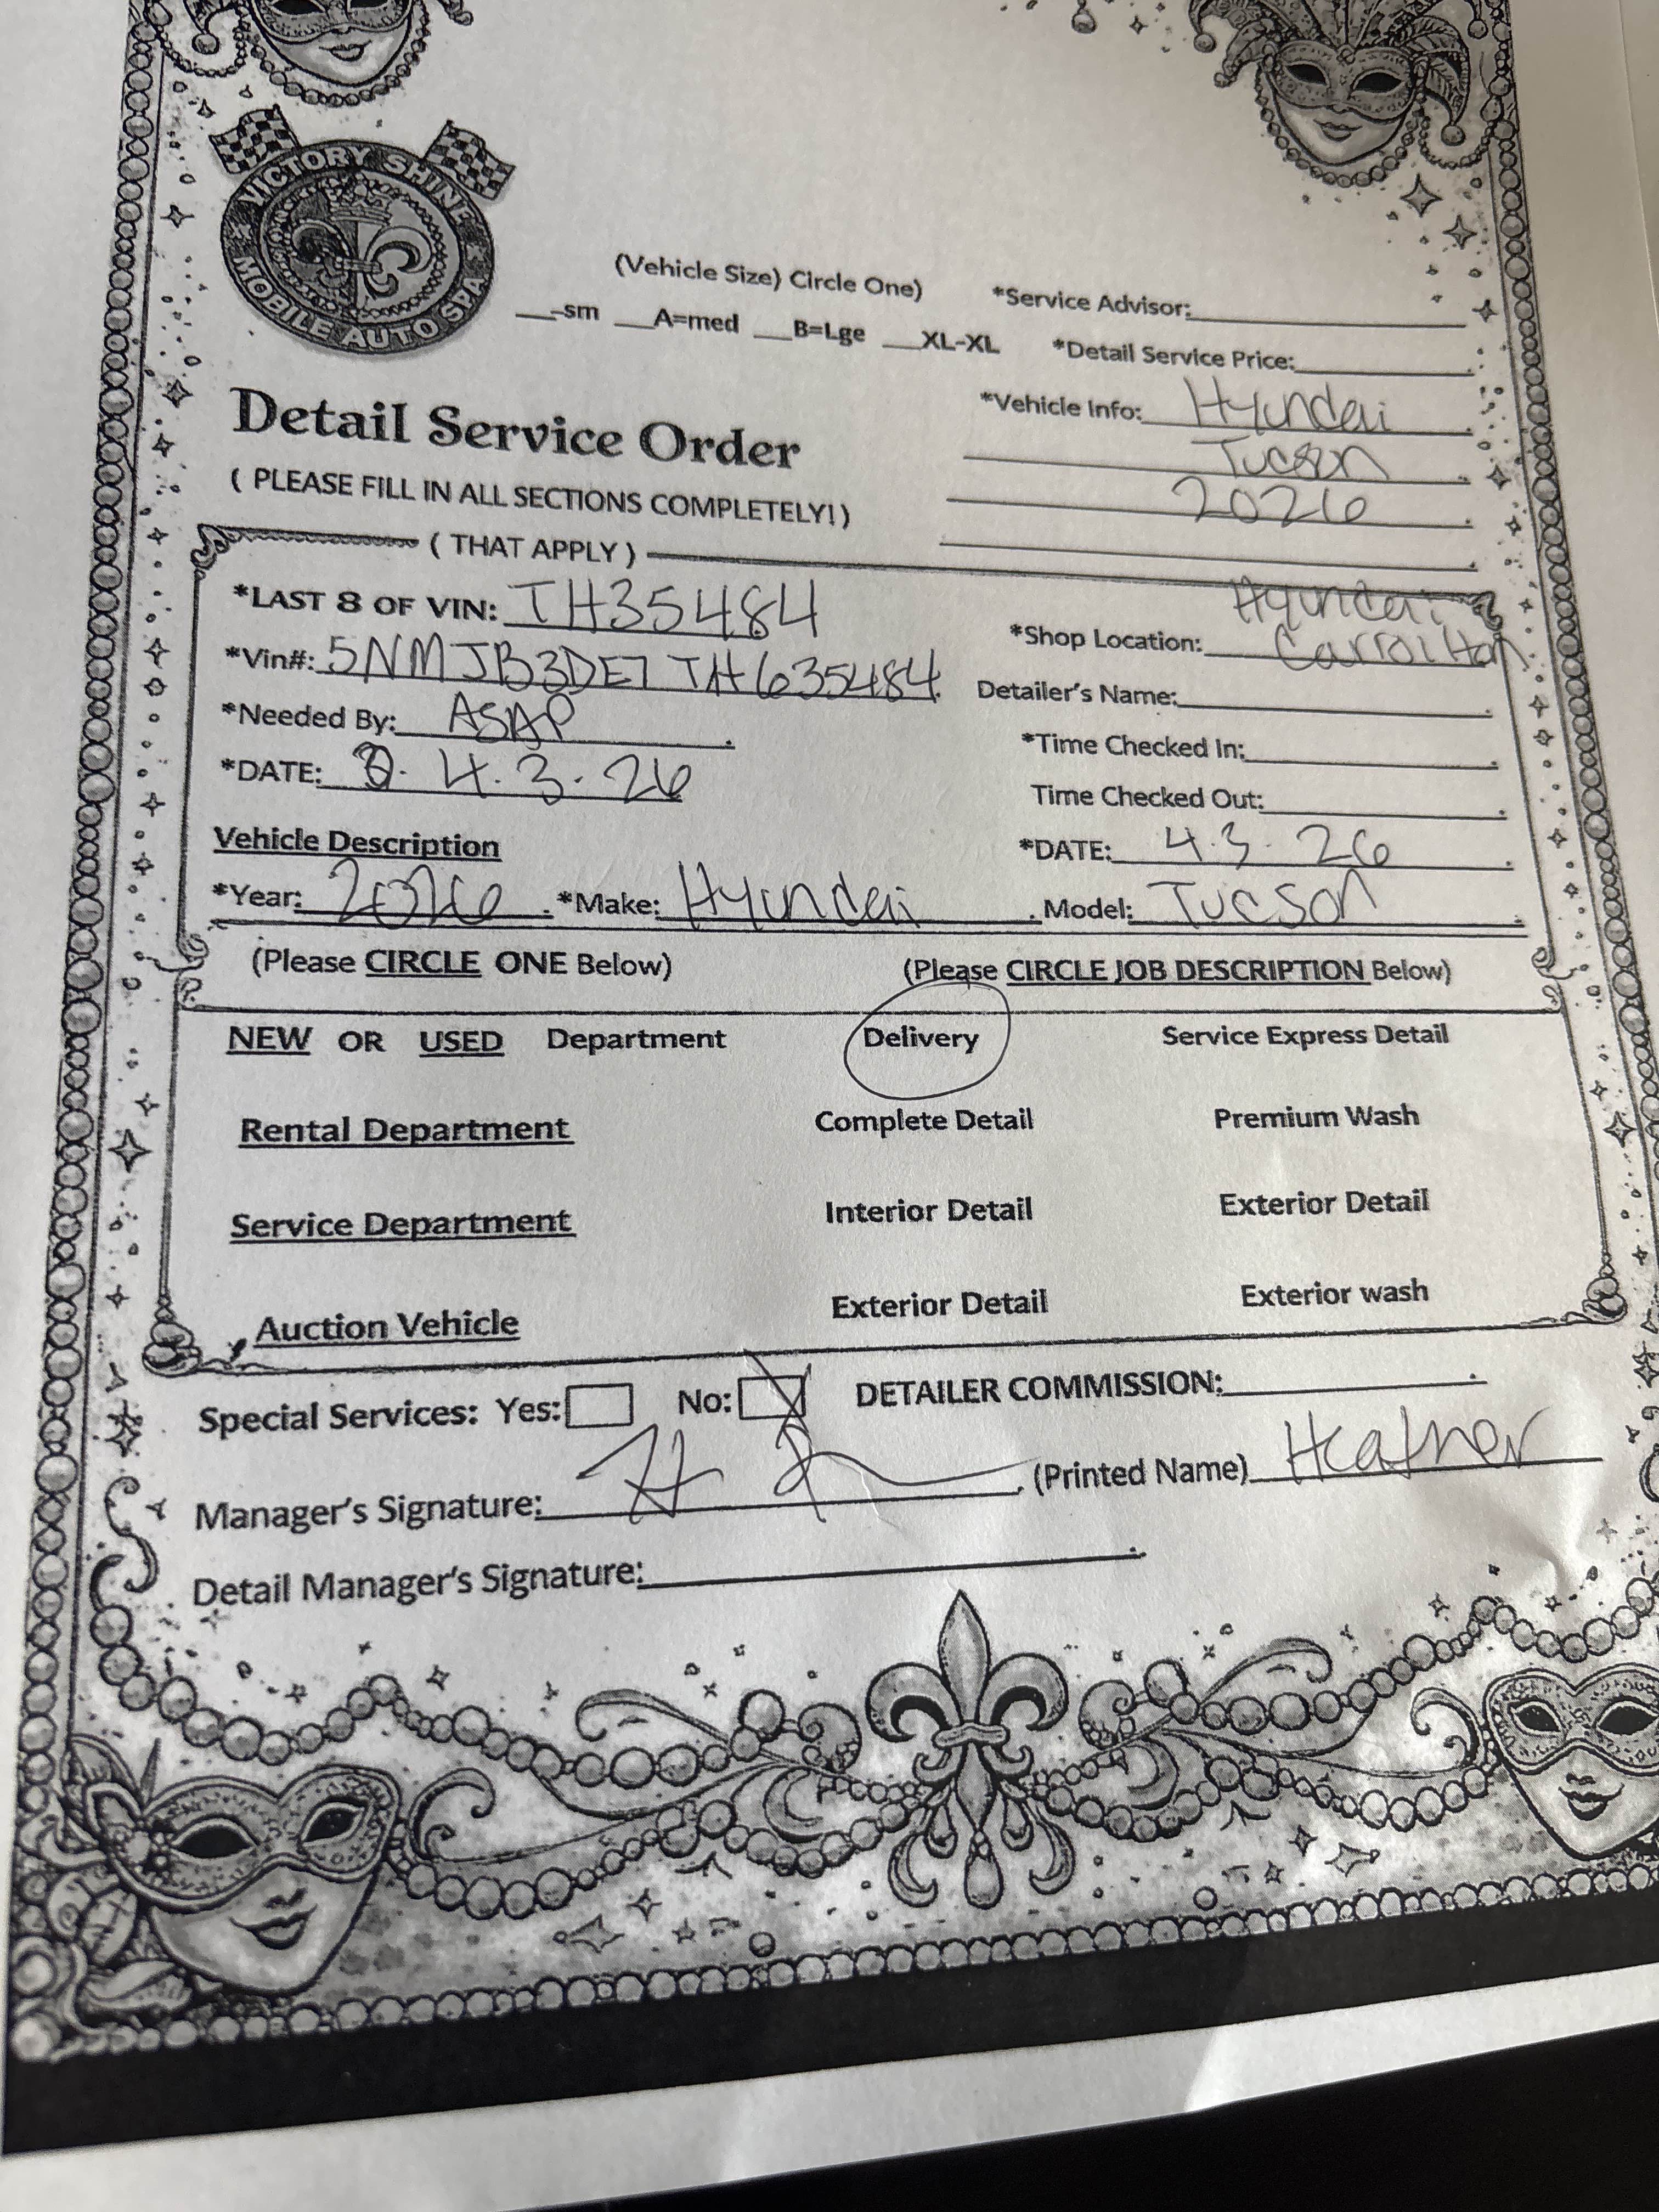 VICTORY SHINE
MOBILE AUTO SPA
(Vehicle Size) Circle One)
___-sm ___A=med ___B=Lge ___XL-XL
*Service Advisor:
*Detail Service Price:
*Vehicle Info: Hyundai
Tucson
2026
Detail Service Order
( PLEASE FILL IN ALL SECTIONS COMPLETELY!)
( THAT APPLY )
*LAST 8 OF VIN: TH35484
*Vin#: 5NMJB3DE7TH635484
*Needed By: ASAP
*DATE: 4.3.26
Hyundai
*Shop Location: Carrollton
Detailer's Name:
*Time Checked In:
Time Checked Out:
*DATE: 4.3.26
Vehicle Description
*Year: 2026 *Make: Hyundai Model: Tucson
(Please CIRCLE ONE Below) (Please CIRCLE JOB DESCRIPTION Below)
NEW OR USED Department Delivery Service Express Detail
Rental Department Complete Detail Premium Wash
Service Department Interior Detail Exterior Detail
Auction Vehicle Exterior Detail Exterior wash
Special Services: Yes: No: DETAILER COMMISSION:
Manager's Signature: (Printed Name) Heather
Detail Manager's Signature: